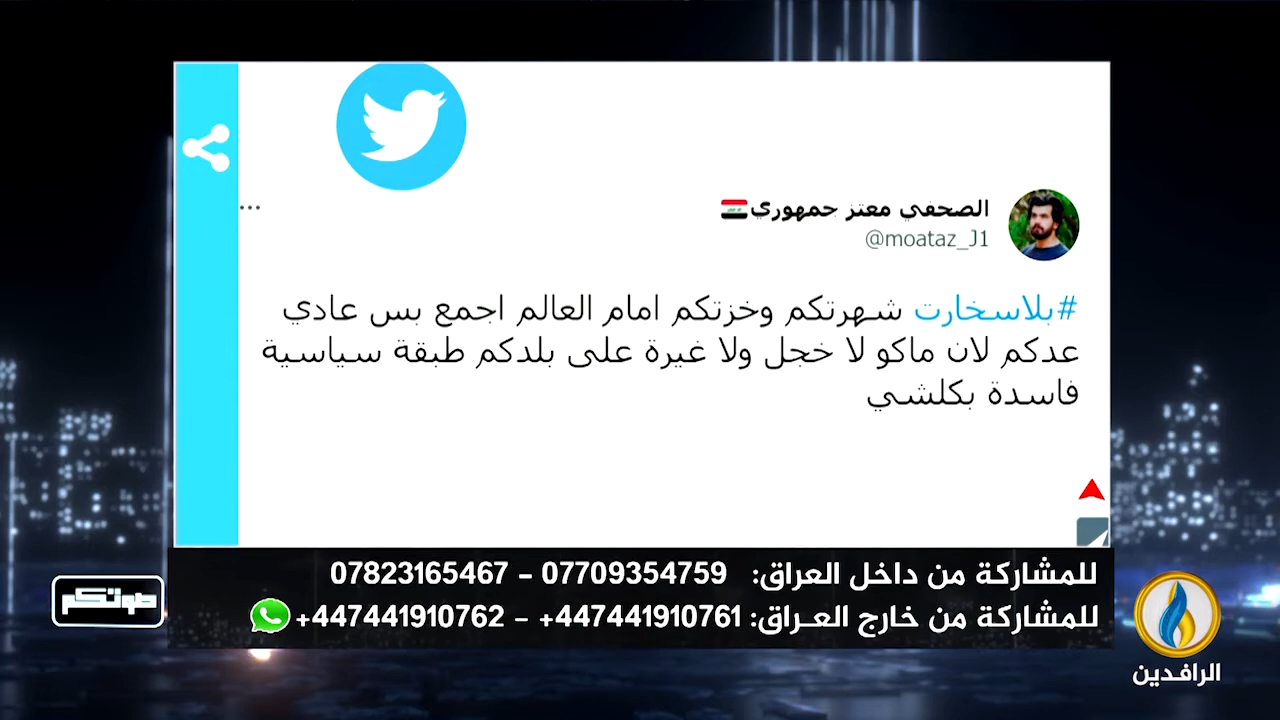 الصحفي معتز جمهوري
@moataz_J1
#بلاسخارت شهرتكم وخزتكم امام العالم اجمع بس عادي
عدكم لان ماكو لا خجل ولا غيرة على بلدكم طبقة سياسية
فاسدة بكلشي
للمشاركة من داخل العراق: 07709354759 - 07823165467
للمشاركة من خارج العراق: 447441910761+ - 447441910762+
صوتكم
الرافدين